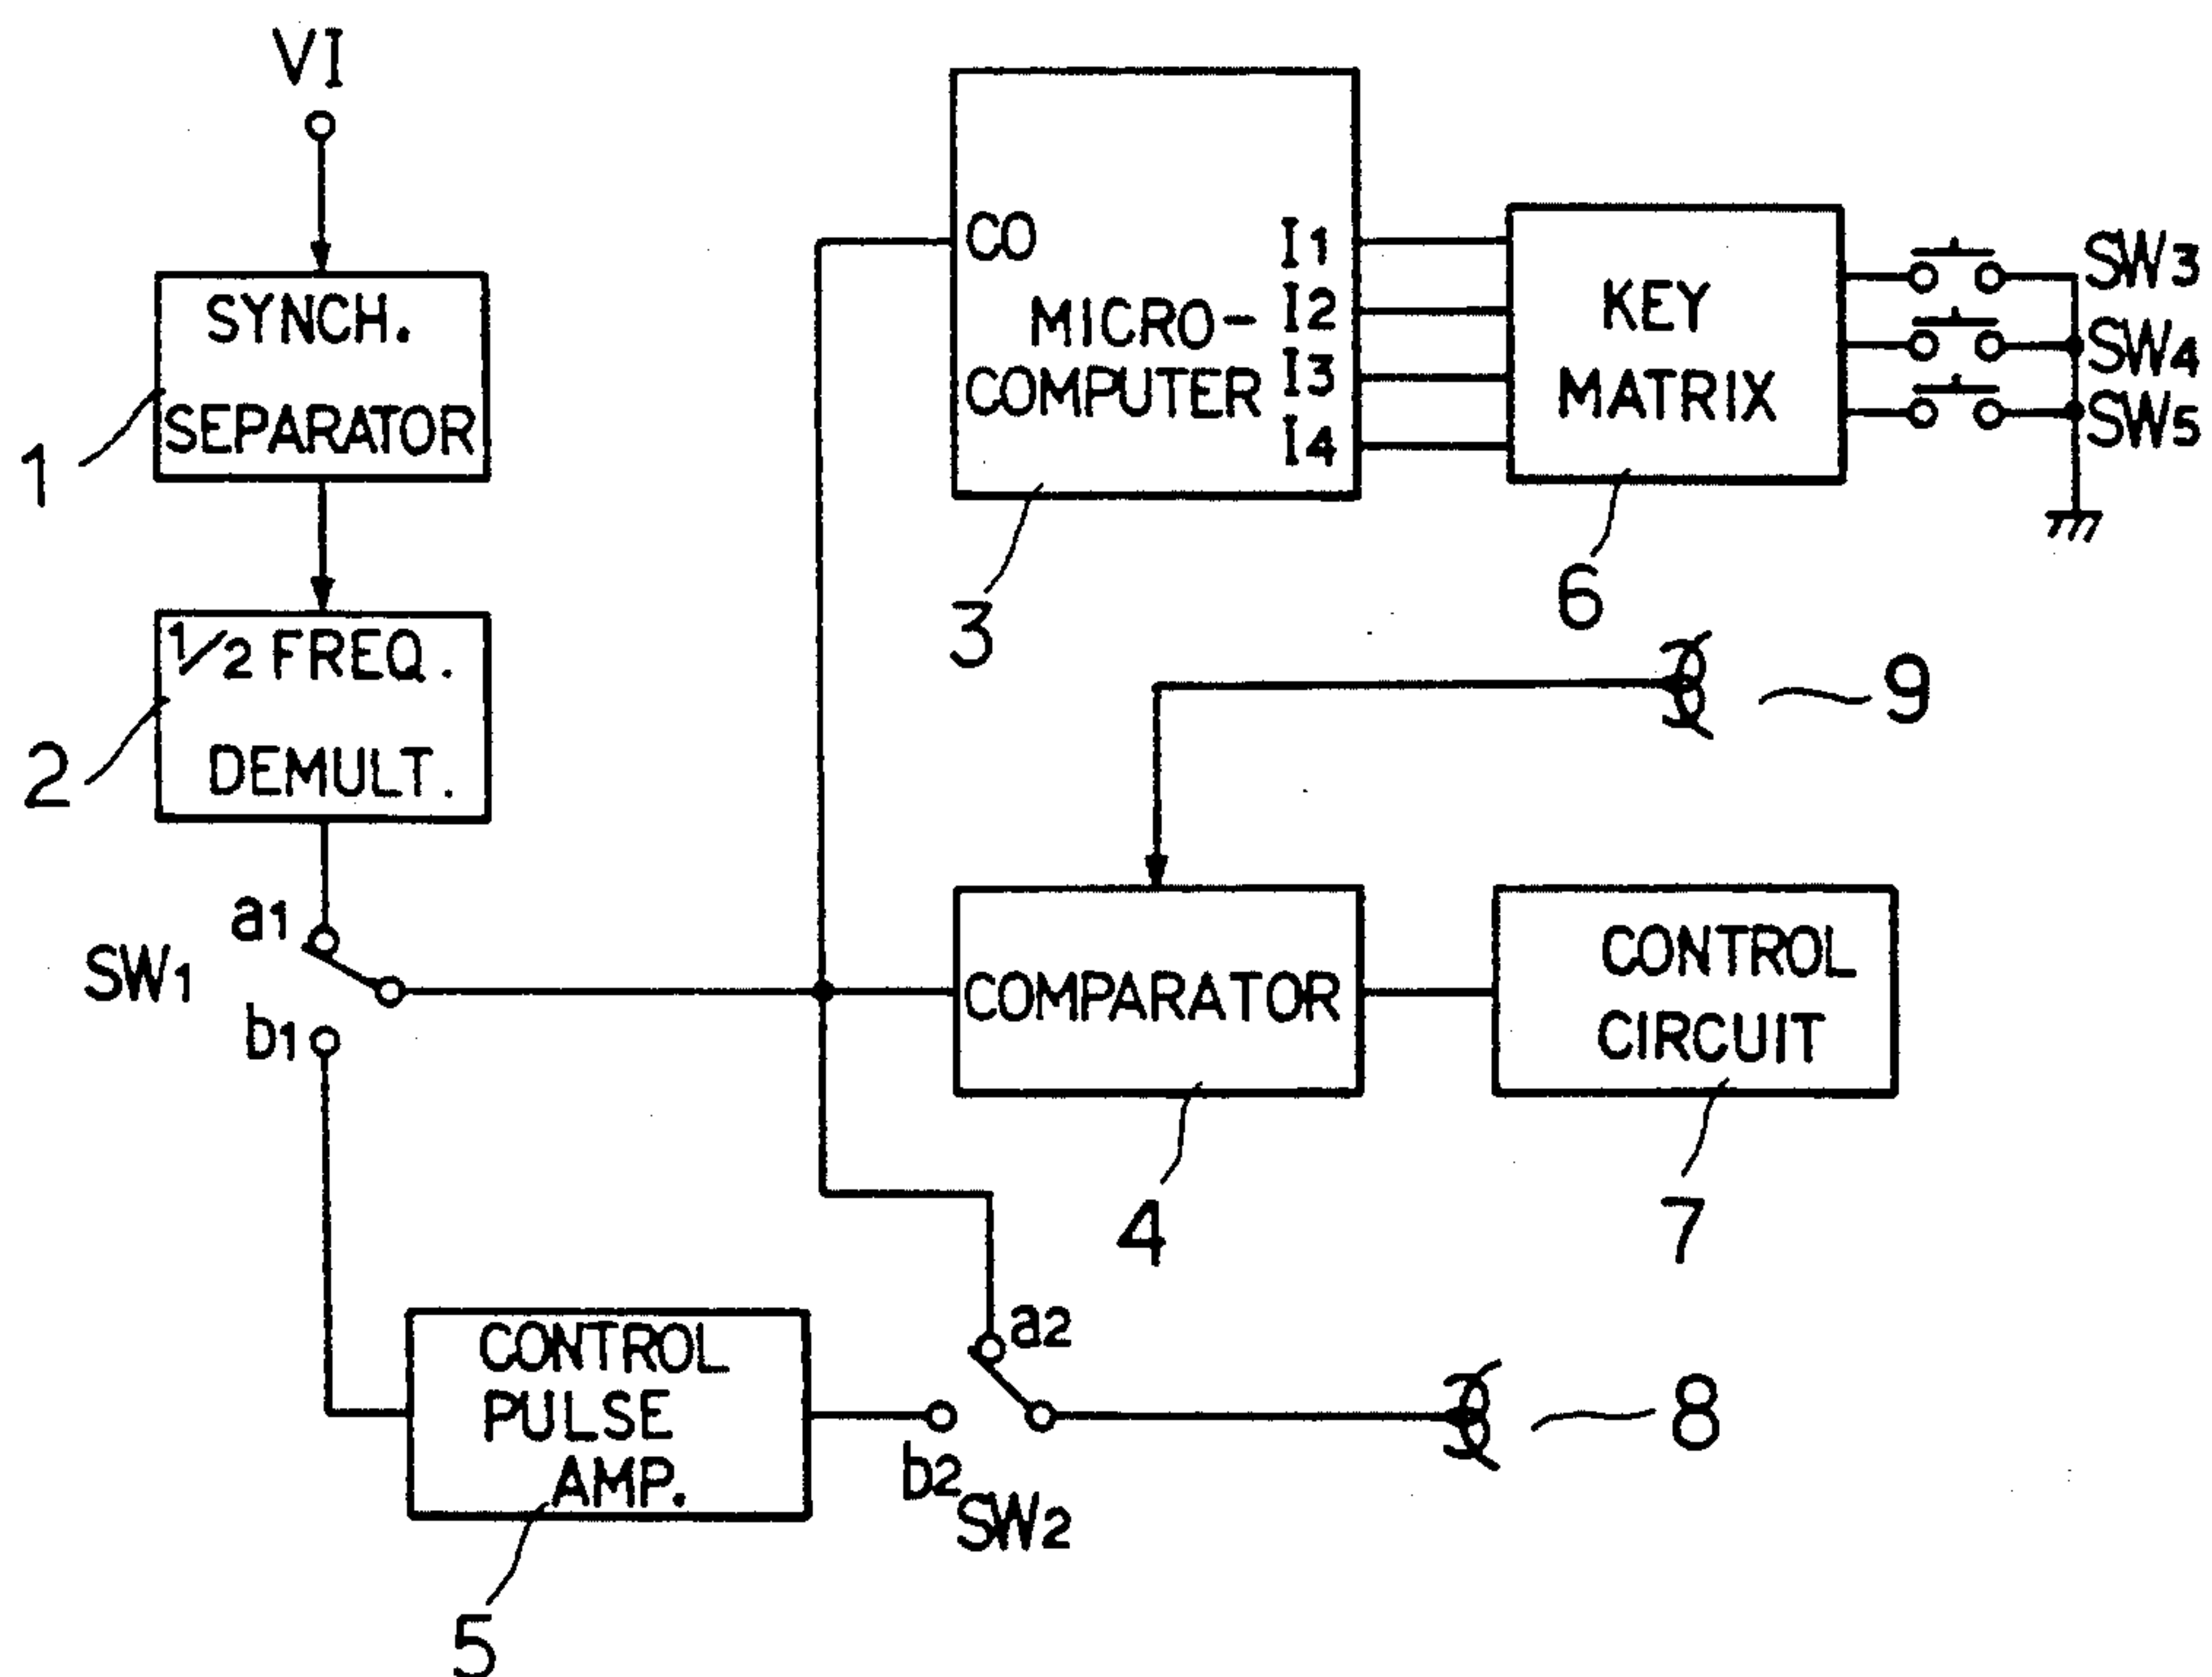 VI
SYNCH.
SEPARATOR
1
1/2 FREQ.
DEMULT.
2
a1
SW1
b1
CO
MICRO-
COMPUTER
I1
I2
I3
I4
3
KEY
MATRIX
6
SW3
SW4
SW5
9
COMPARATOR
4
CONTROL
CIRCUIT
7
CONTROL
PULSE
AMP.
5
a2
b2
SW2
8